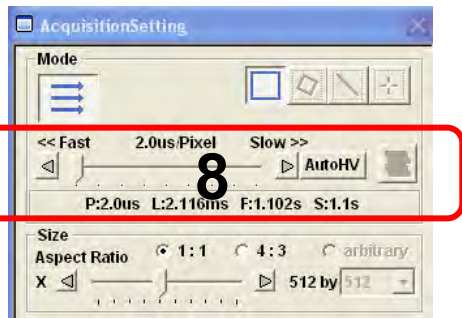 AcquisitionSetting
Mode
<< Fast 2.0us/Pixel Slow >>
8
AutoHV
P:2.0us L:2.116ms F:1.102s S:1.1s
Size
Aspect Ratio 1:1 4:3 arbitrary
X 512 by 512